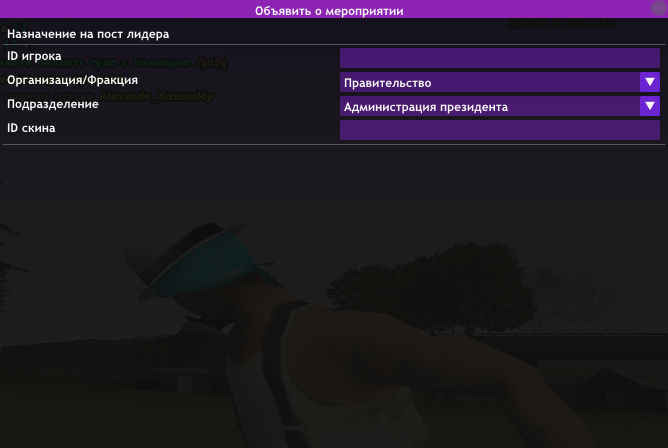 Объявить о мероприятии
Назначение на пост лидера
ID игрока
Организация/Фракция
Правительство
Подразделение
Администрация президента
ID скина